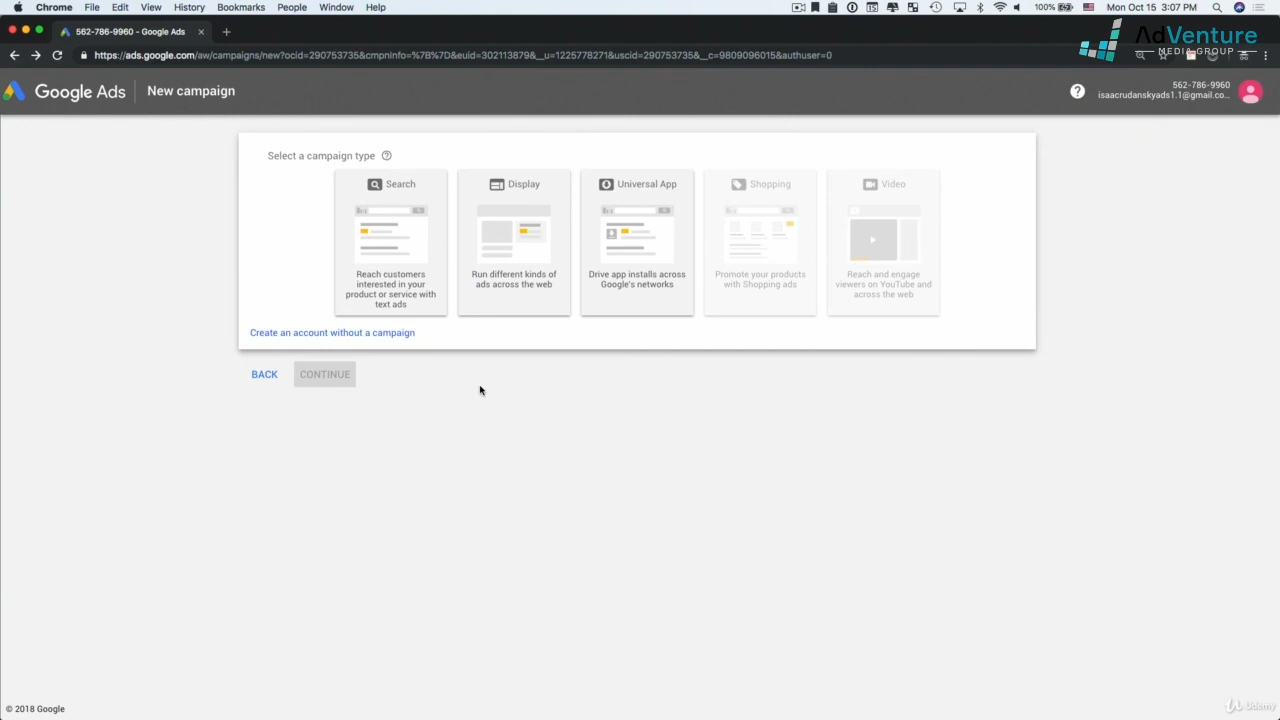 Chrome File Edit View History Bookmarks People Window Help 100% Mon Oct 15 3:07 PM
562-786-9960 - Google Ads
AdVenture
MEDIA GROUP
https://ads.google.com/aw/campaigns/new?ocid=290753735&cmpnInfo=%7B%7D&euid=302113879&__u=1225778271&uscid=290753735&__c=9809096015&authuser=0
Google Ads New campaign
562-786-9960
isaacrudanskyads1.1@gmail.co...
Select a campaign type
Search
Reach customers
interested in your
product or service with
text ads
Display
Run different kinds of
ads across the web
Universal App
Drive app installs across
Google's networks
Shopping
Promote your products
with Shopping ads
Video
Reach and engage
viewers on YouTube and
across the web
Create an account without a campaign
BACK CONTINUE
© 2018 Google
Udemy